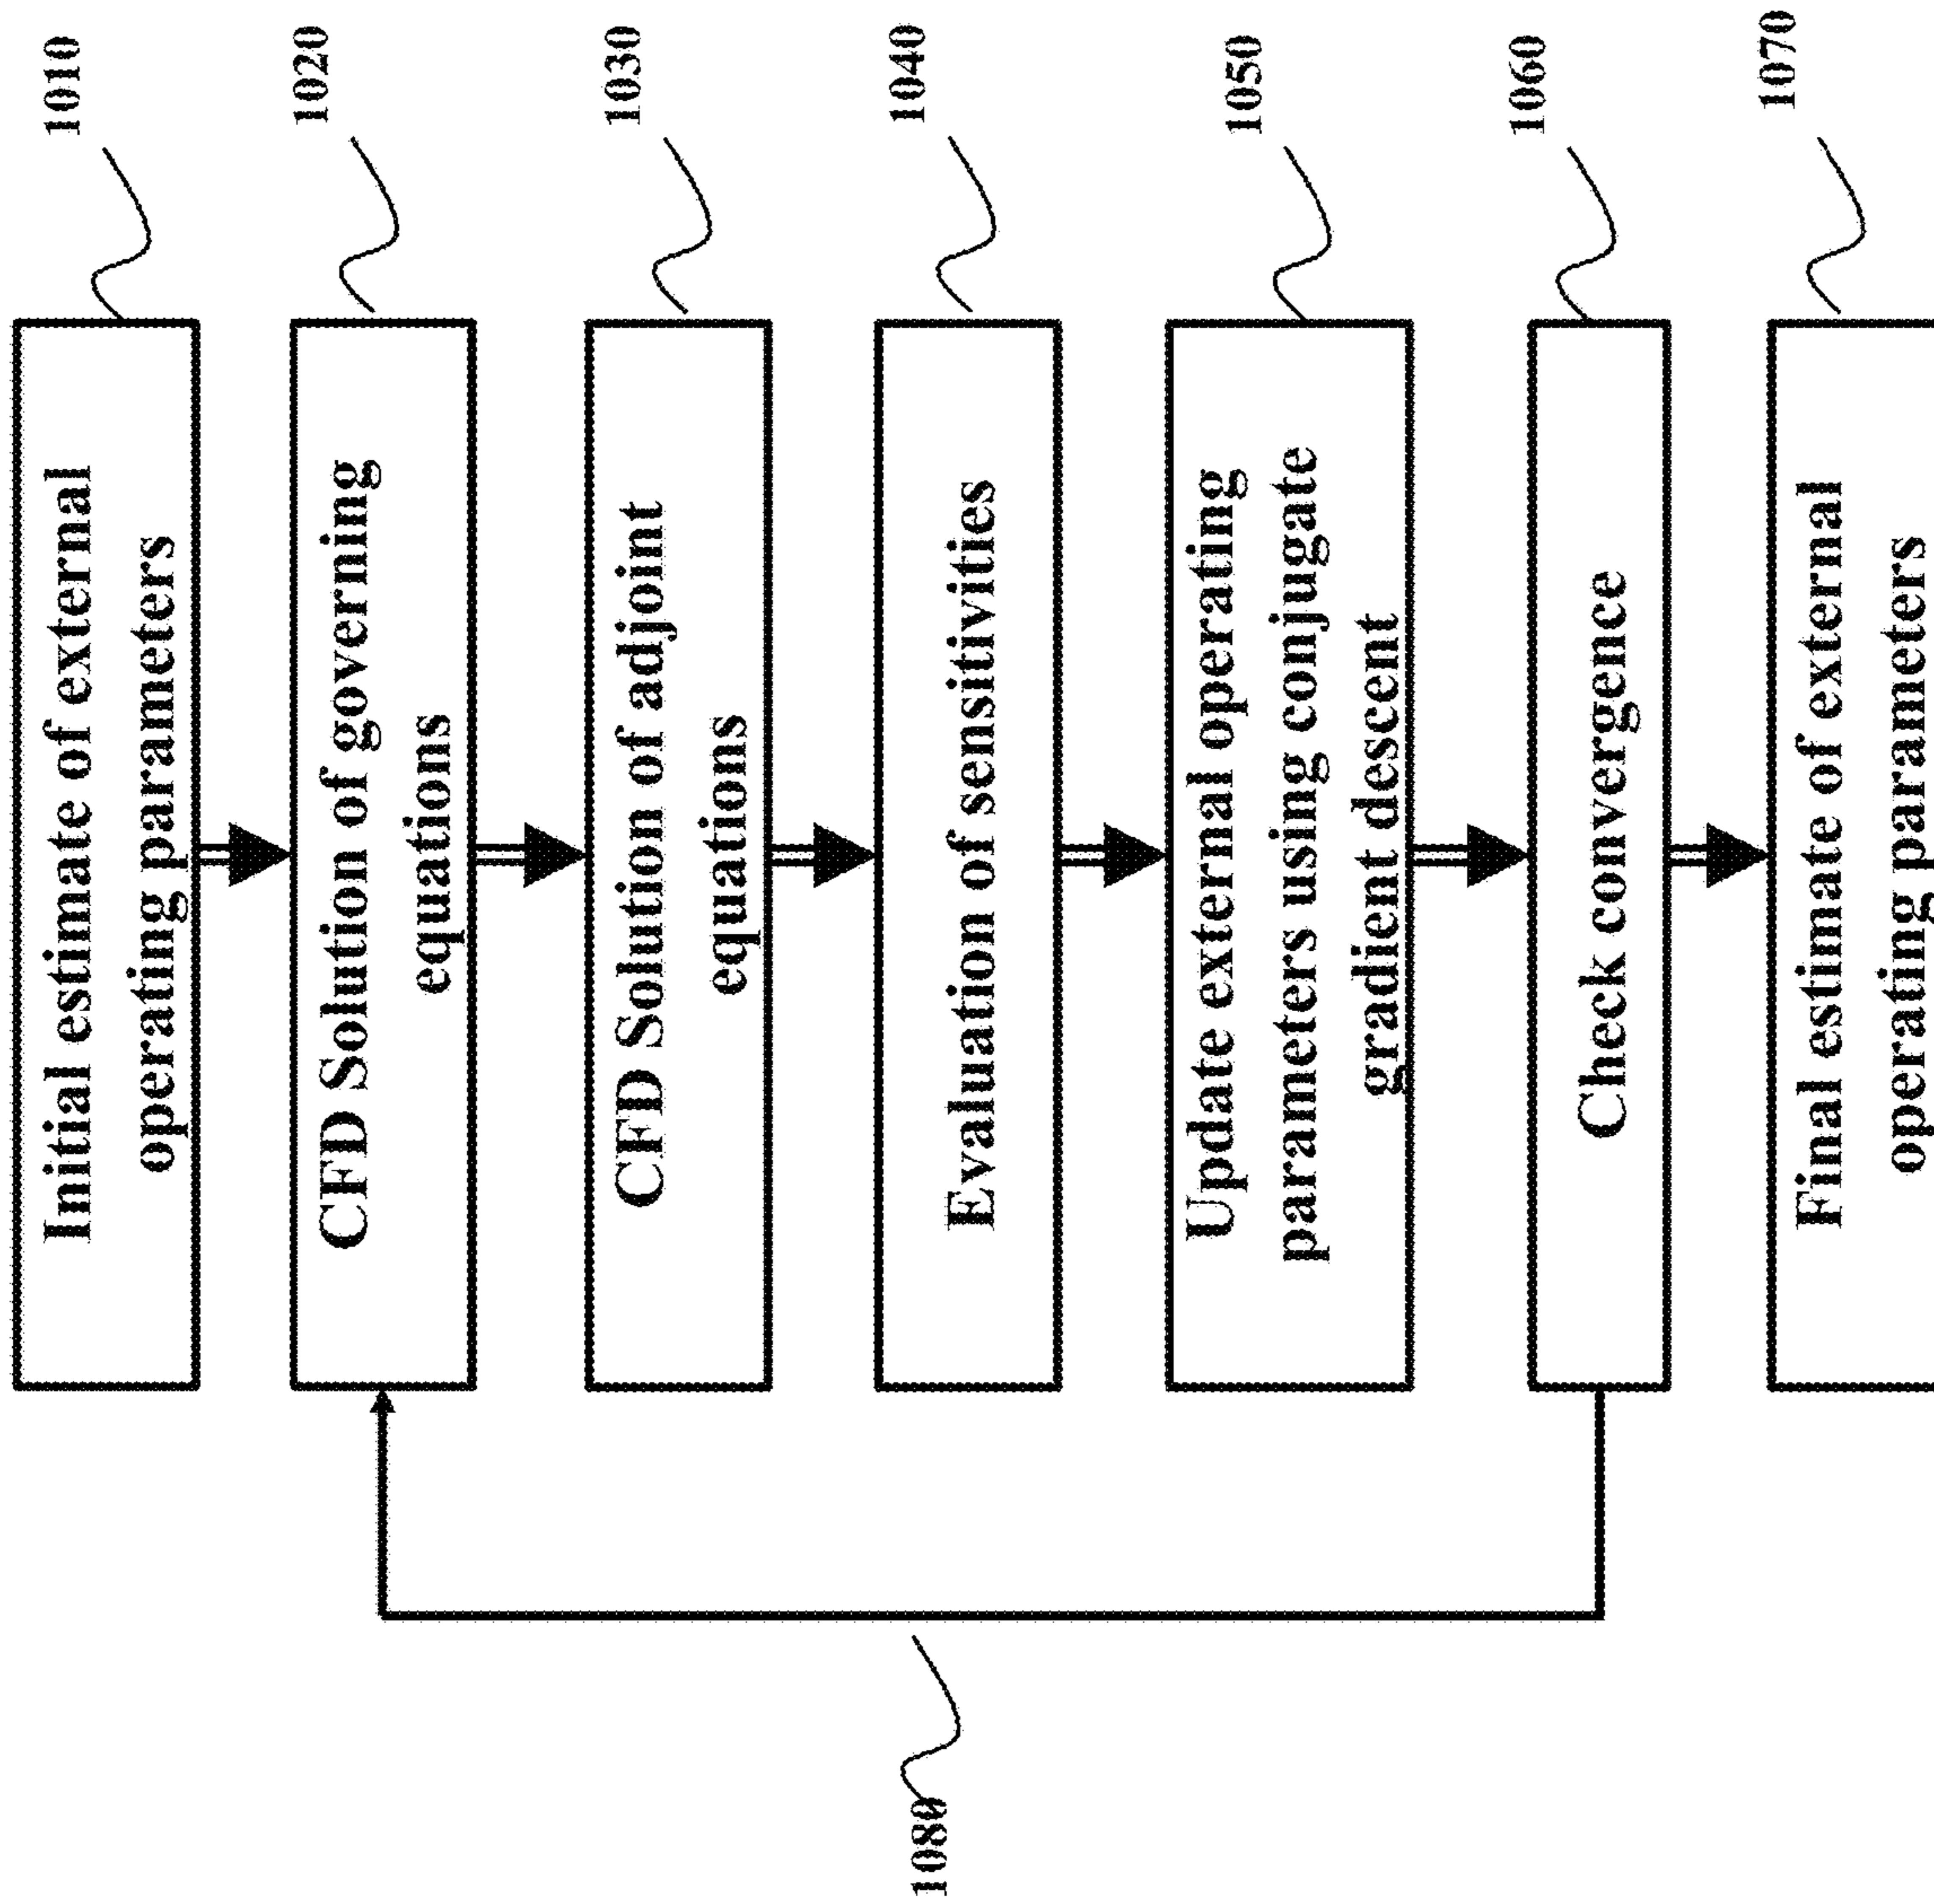 Initial estimate of external
operating parameters
1010
CFD Solution of governing
equations
1020
CFD Solution of adjoint
equations
1030
Evaluation of sensitivities
1040
Update external operating
parameters using conjugate
gradient descent
1050
Check convergence
1060
Final estimate of external
operating parameters
1070
1080